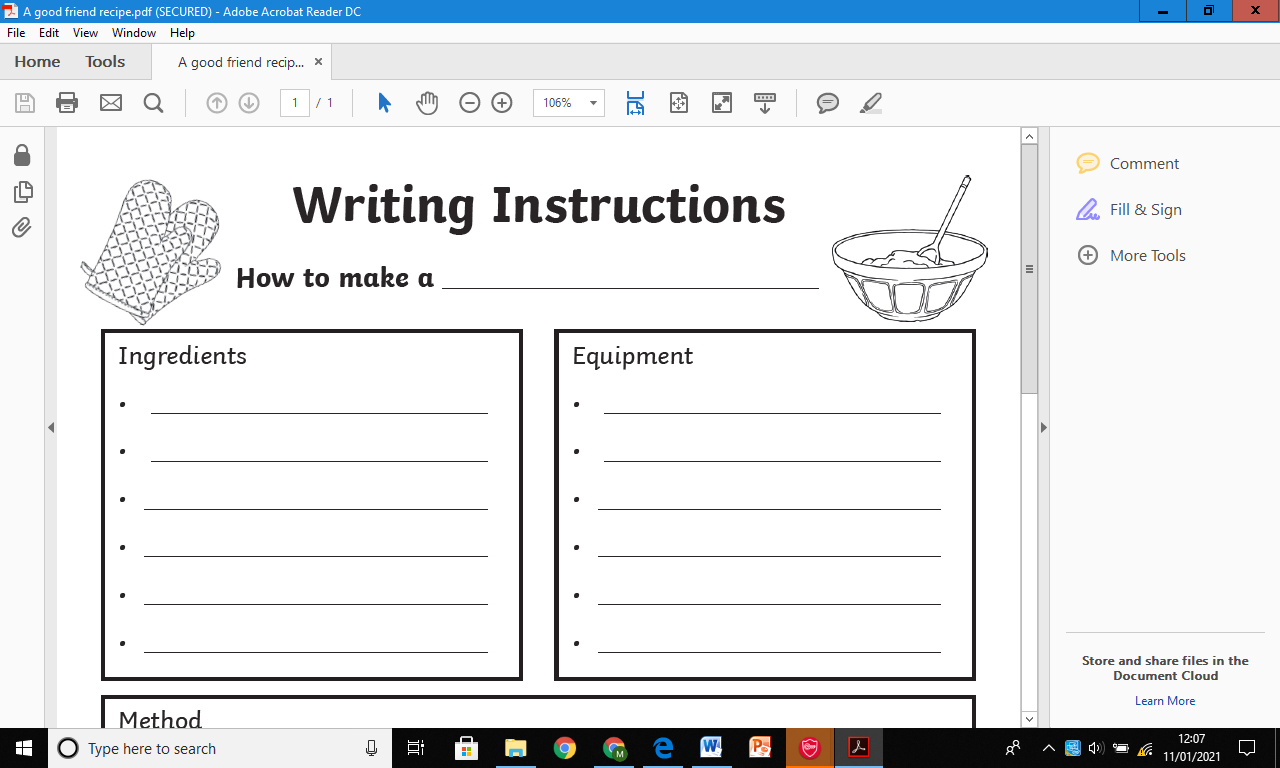 A good friend recipe.pdf (SECURED) - Adobe Acrobat Reader DC
File Edit View Window Help
Home Tools A good friend recip... ×
1 / 1 106%
Comment
Fill & Sign
More Tools
Writing Instructions
How to make a
Ingredients
Equipment
Method
Store and share files in the
Document Cloud
Learn More
Type here to search
12:07
11/01/2021